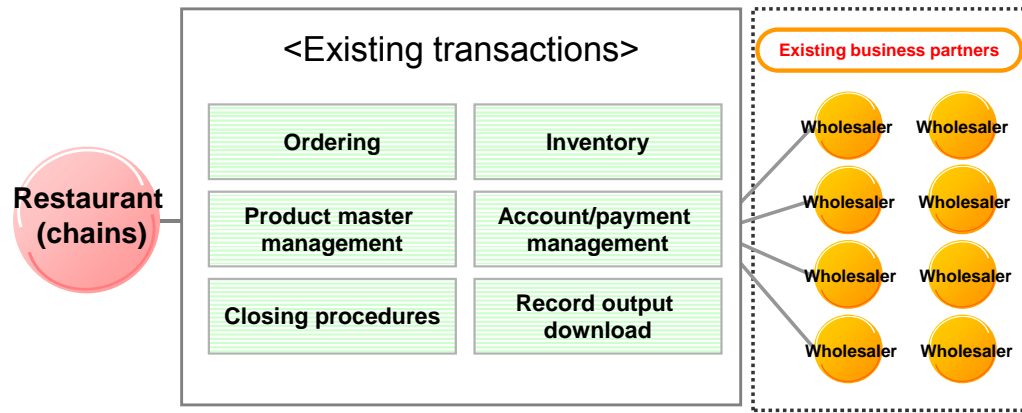 <Existing transactions>
Existing business partners
Restaurant
(chains)
Ordering
Inventory
Product master
management
Account/payment
management
Closing procedures
Record output
download
Wholesaler
Wholesaler
Wholesaler
Wholesaler
Wholesaler
Wholesaler
Wholesaler
Wholesaler